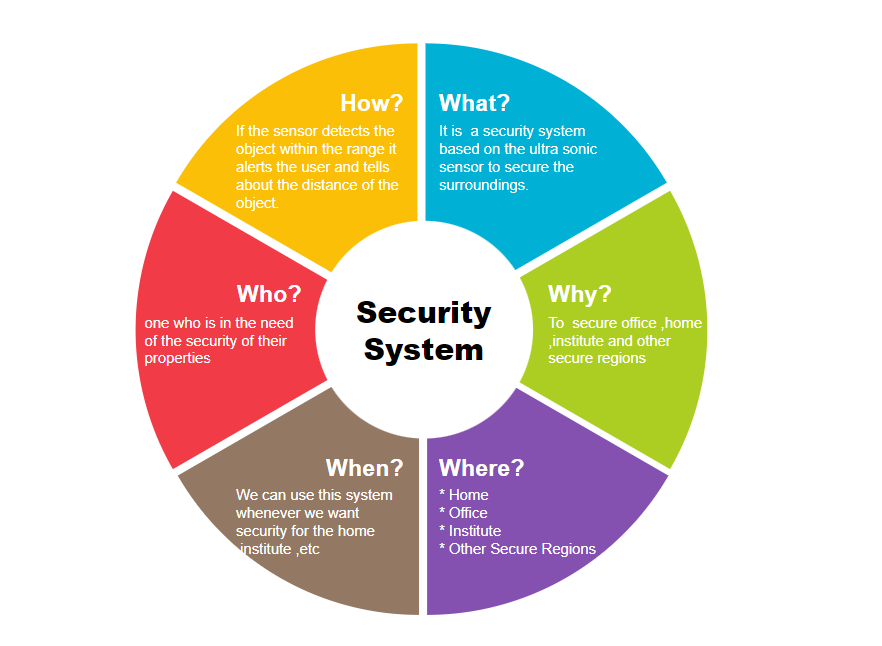 How?
If the sensor detects the
object within the range it
alerts the user and tells
about the distance of the
object.
What?
It is  a security system
based on the ultra sonic
sensor to secure the
surroundings.
Who?
one who is in the need
of the security of their
properties
Security
System
Why?
To  secure office ,home
,institute and other
secure regions
When?
We can use this system
whenever we want
security for the home
,institute ,etc
Where?
* Home
* Office
* Institute
* Other Secure Regions